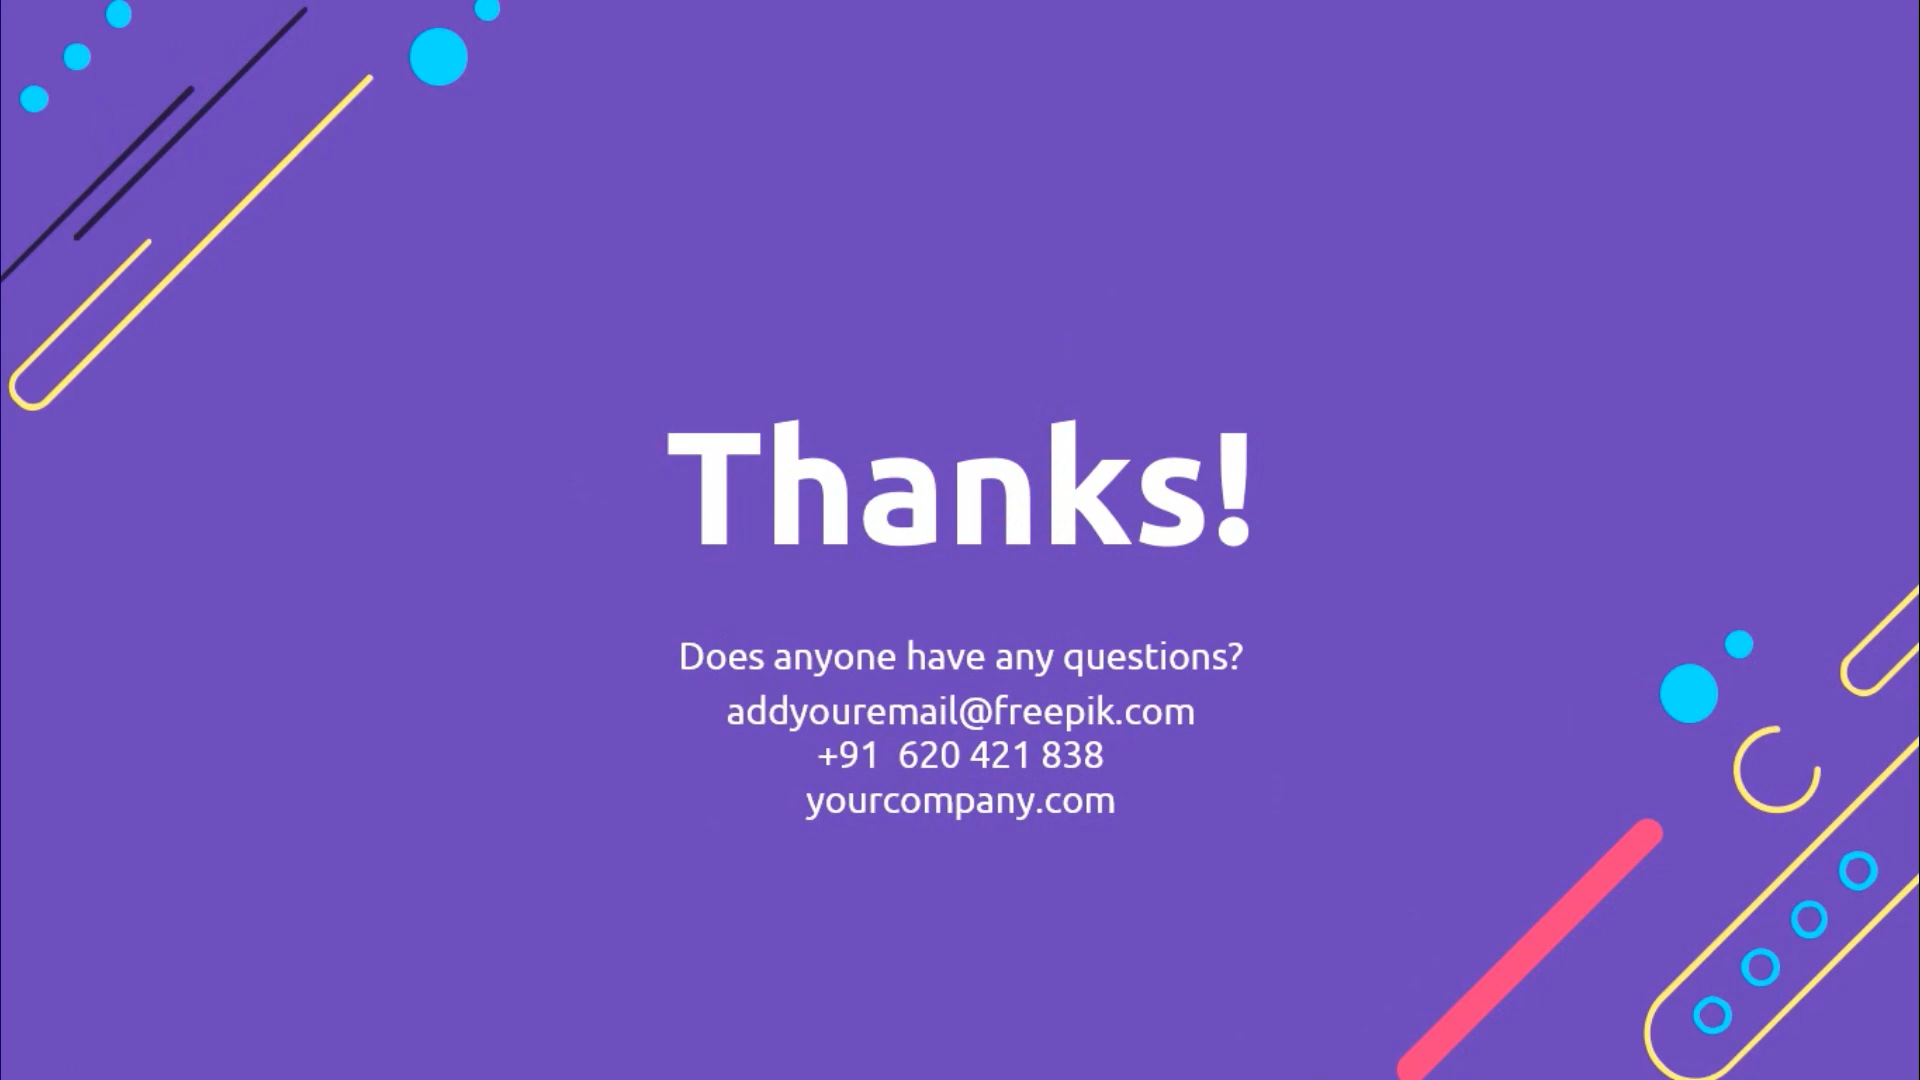 Thanks!
Does anyone have any questions?
addyouremail@freepik.com
+91  620 421 838
yourcompany.com